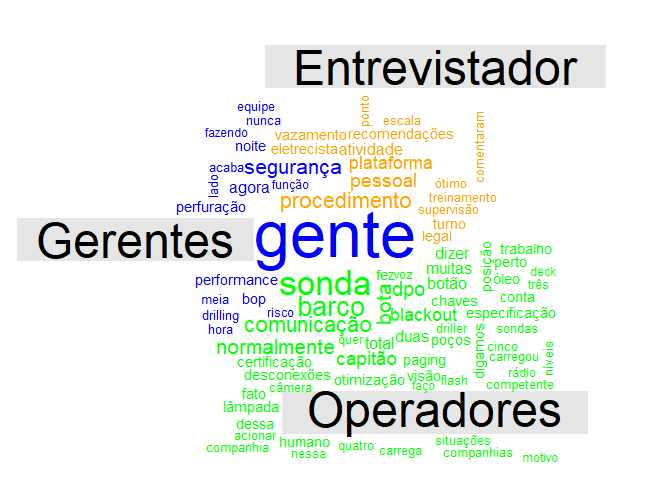 Entrevistador
equipe
ponto
nunca
escala
comentaram
fazendo
vazamento
recomendações
noite
eletrecista
atividade
acaba
segurança
plataforma
lado
agora
função
pessoal
ótimo
perfuração
procedimento
treinamento
supervisão
turno
Gerentes
gente
legal
dizer
posição
trabalho
muitas
perto
performance
sonda
fez
voz
deck
bota
dpo
botão
óleo
três
meia
bop
barco
chaves
conta
drilling
risco
blackout
especificação
hora
comunicação
driller
sondas
quer
total
duas
poços
digamos
cinco
normalmente
capitão
paging
carregou
níveis
certificação
desconexões
otimização
visão
rádio
câmera
faço
flash
competente
fato
lâmpada
Operadores
dessa
acionar
companhia
humano
nessa
quatro
carrega
situações
companhias
motivo